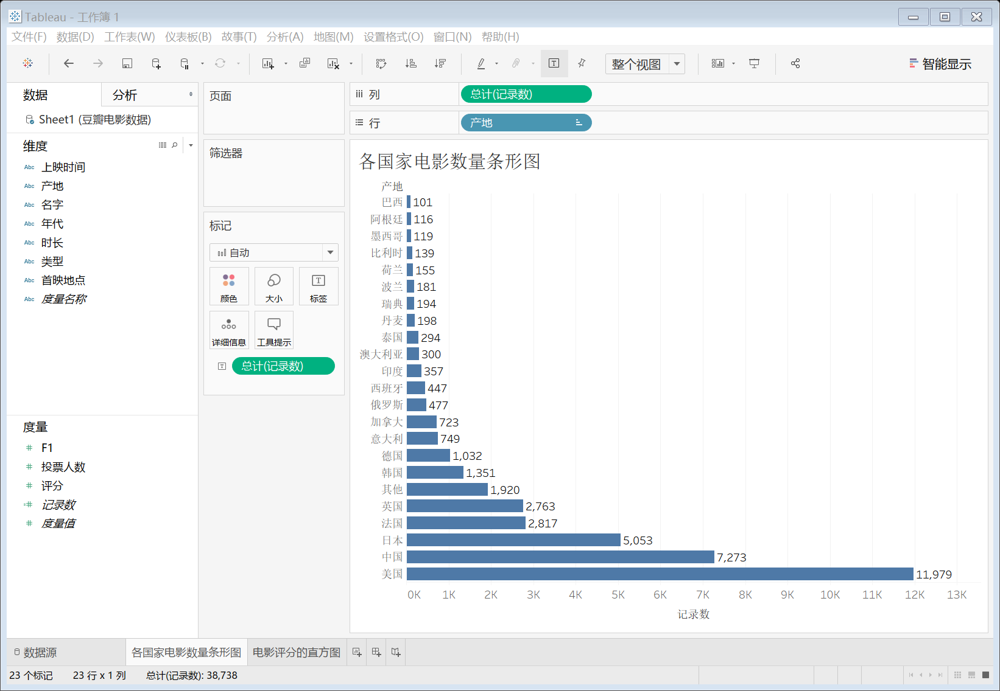 Tableau - 工作簿 1
文件(F) 数据(D) 工作表(W) 仪表板(B) 故事(T) 分析(A) 地图(M) 设置格式(O) 窗口(N) 帮助(H)
整个视图
智能显示
数据 分析
Sheet1 (豆瓣电影数据)
维度
Abc 上映时间
Abc 产地
Abc 名字
Abc 年代
Abc 时长
Abc 类型
Abc 首映地点
Abc 度量名称
度量
F1
投票人数
评分
记录数
度量值
页面
筛选器
标记
自动
颜色 大小 标签
详细信息 工具提示
总计(记录数)
列 总计(记录数)
行 产地
各国家电影数量条形图
产地
巴西 101
阿根廷 116
墨西哥 119
比利时 139
荷兰 155
波兰 181
瑞典 194
丹麦 198
泰国 294
澳大利亚 300
印度 357
西班牙 447
俄罗斯 477
加拿大 723
意大利 749
德国 1,032
韩国 1,351
其他 1,920
英国 2,763
法国 2,817
日本 5,053
中国 7,273
美国 11,979
0K 1K 2K 3K 4K 5K 6K 7K 8K 9K 10K 11K 12K 13K
记录数
数据源 各国家电影数量条形图 电影评分的直方图
23 个标记 23 行 x 1 列 总计(记录数): 38,738